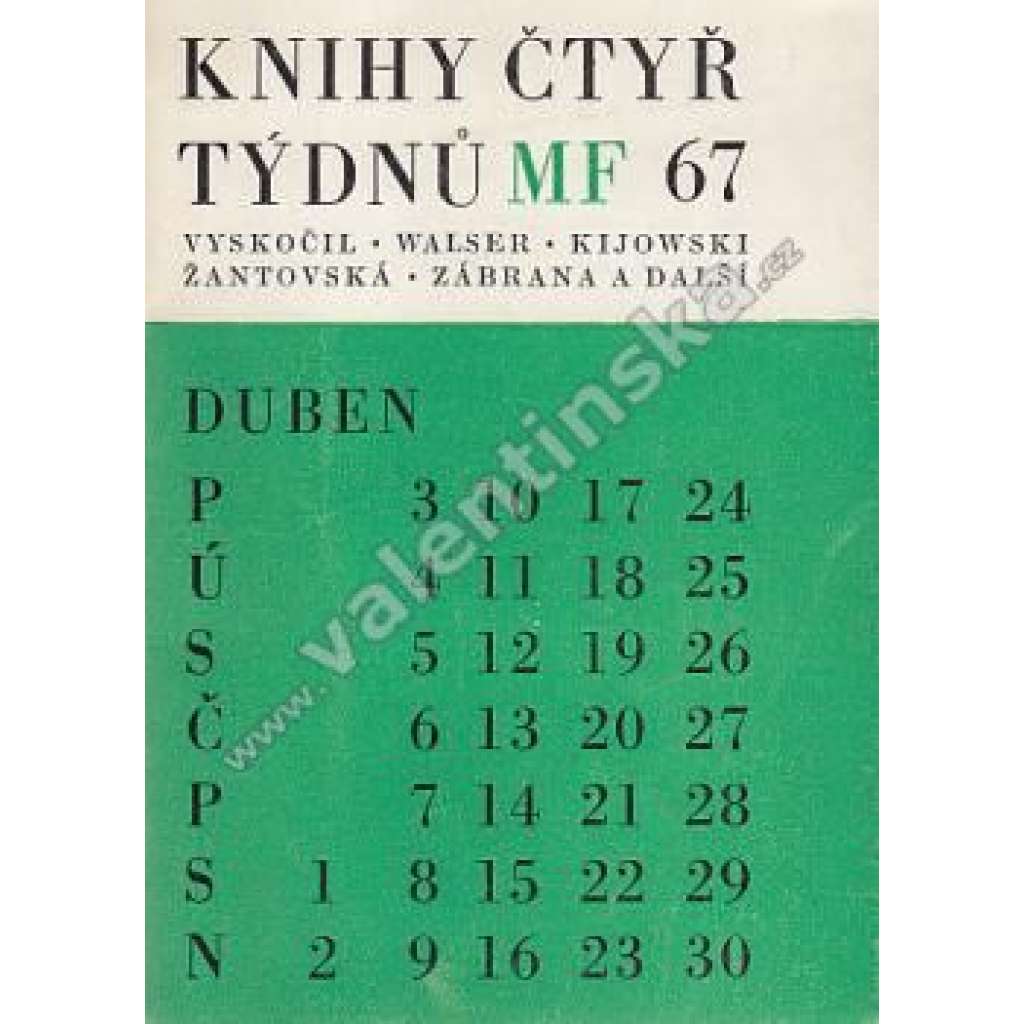 KNIHY ČTYŘ
TÝDNŮ MF 67
VYSKOČIL · WALSER · KIJOWSKI
ŽANTOVSKÁ · ZÁBRANA A DALŠÍ
DUBEN
P 3 10 17 24
Ú 4 11 18 25
S 5 12 19 26
Č 6 13 20 27
P 7 14 21 28
S 1 8 15 22 29
N 2 9 16 23 30
www.valentinska.cz